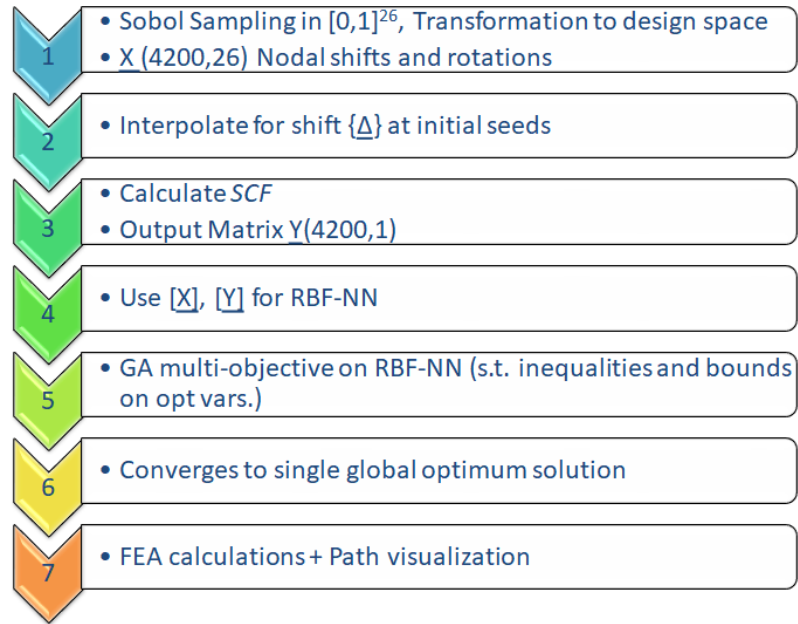 1
• Sobol Sampling in [0,1]²⁶, Transformation to design space
• X (4200,26) Nodal shifts and rotations
2
• Interpolate for shift {Δ} at initial seeds
3
• Calculate SCF
• Output Matrix Y(4200,1)
4
• Use [X], [Y] for RBF-NN
5
• GA multi-objective on RBF-NN (s.t. inequalities and bounds
on opt vars.)
6
• Converges to single global optimum solution
7
• FEA calculations + Path visualization